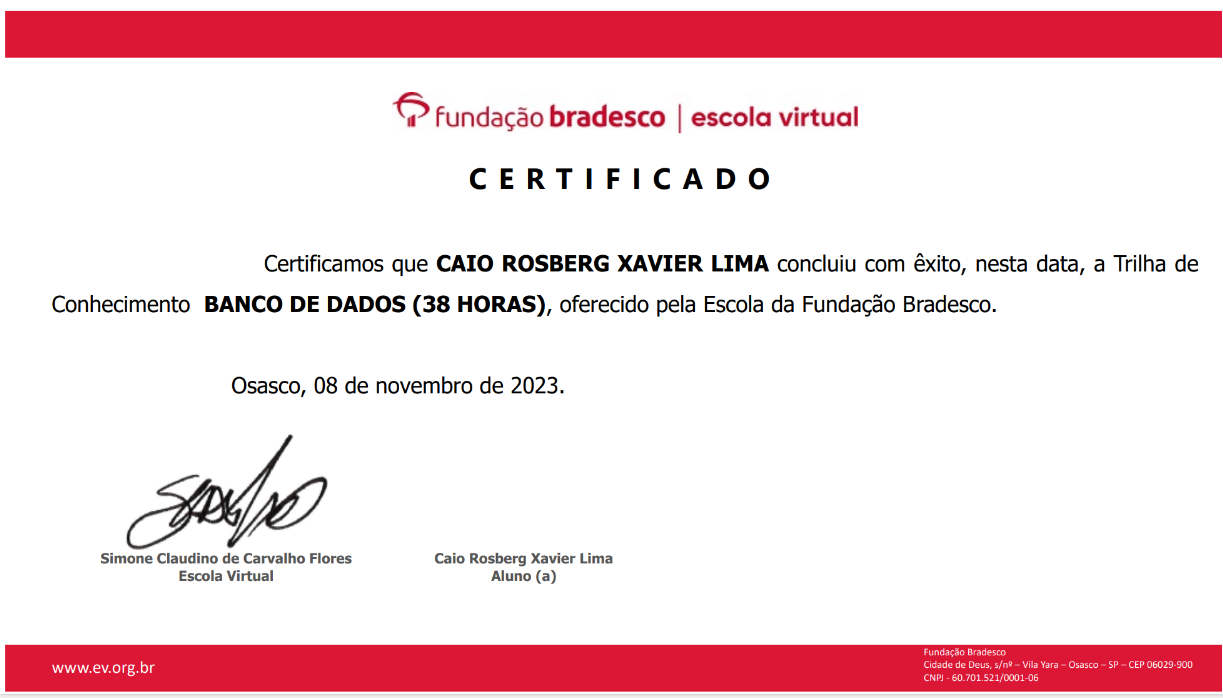 fundação bradesco | escola virtual
CERTIFICADO
Certificamos que CAIO ROSBERG XAVIER LIMA concluiu com êxito, nesta data, a Trilha de
Conhecimento BANCO DE DADOS (38 HORAS), oferecido pela Escola da Fundação Bradesco.
Osasco, 08 de novembro de 2023.
Simone Claudino de Carvalho Flores
Escola Virtual
Caio Rosberg Xavier Lima
Aluno (a)
www.ev.org.br
Fundação Bradesco
Cidade de Deus, s/nº – Vila Yara – Osasco – SP – CEP 06029-900
CNPJ - 60.701.521/0001-06